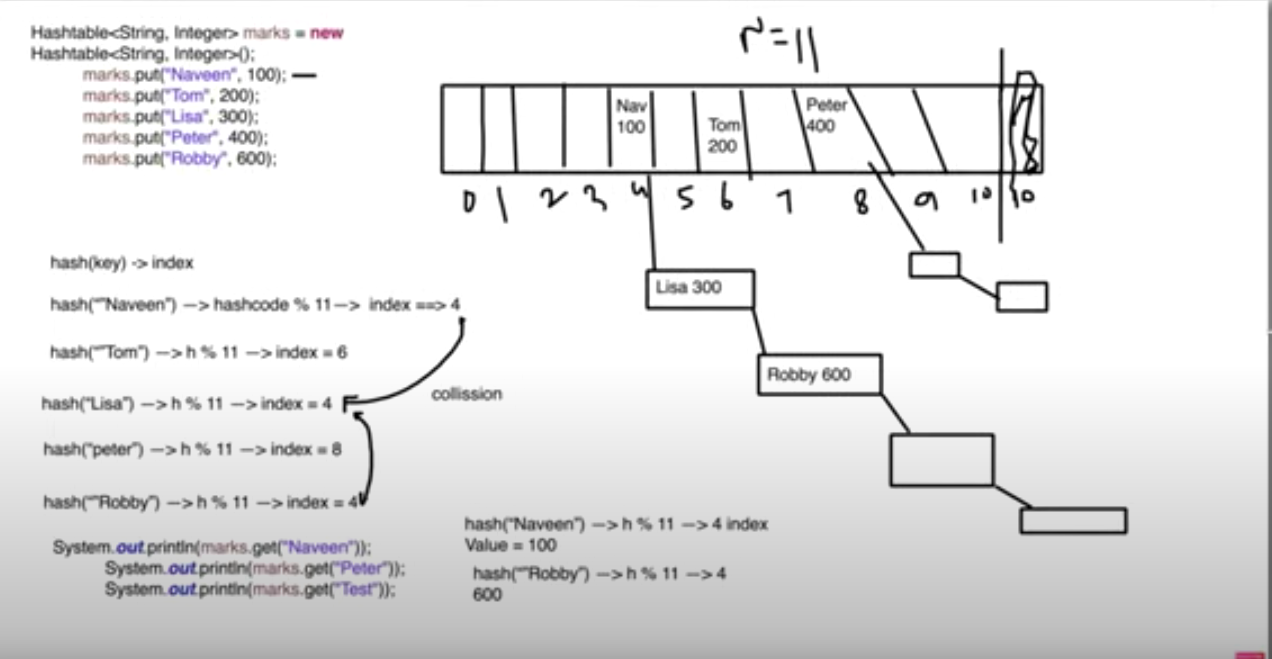 Hashtable<String, Integer> marks = new
Hashtable<String, Integer>();
marks.put("Naveen", 100); —
marks.put("Tom", 200);
marks.put("Lisa", 300);
marks.put("Peter", 400);
marks.put("Robby", 600);
n=11
Nav
100
Tom
200
Peter
400
0 1 2 3 4 5 6 7 8 9 10 10
hash(key) -> index
hash(""Naveen") —> hashcode % 11—> index ==> 4
hash(""Tom") —>h % 11 —> index = 6
hash("Lisa") —>h % 11 —> index = 4
collission
hash("peter") —>h % 11 —> index = 8
hash(""Robby") —>h % 11 —> index = 4
Lisa 300
Robby 600
System.out.println(marks.get("Naveen"));
System.out.println(marks.get("Peter"));
System.out.println(marks.get("Test"));
hash("Naveen") —>h % 11 —> 4 index
Value = 100
hash(""Robby") —>h % 11 —> 4
600